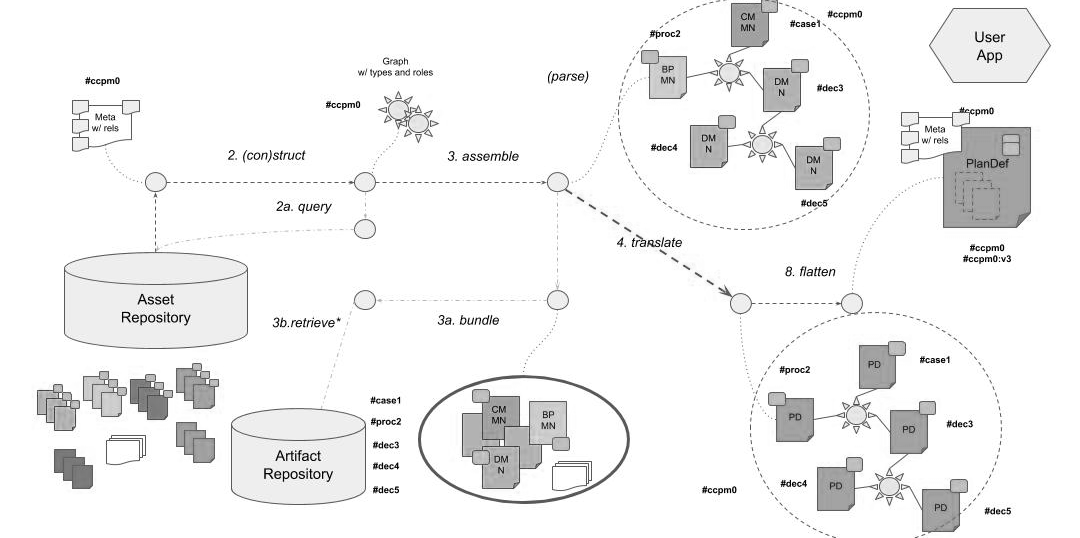 #ccpm0
Meta
w/ rels
Graph
w/ types and roles
#ccpm0
2. (con)struct
2a. query
3. assemble
(parse)
#proc2
CM
MN
#case1
#ccpm0
BP
MN
DM
N
#dec3
DM
N
#dec4
DM
N
#dec5
User
App
#ccpm0
Meta
w/ rels
PlanDef
#ccpm0
#ccpm0:v3
4. translate
8. flatten
Asset
Repository
3b.retrieve*
3a. bundle
Artifact
Repository
#case1
#proc2
#dec3
#dec4
#dec5
CM
MN
BP
MN
DM
N
#proc2
PD
#case1
PD
PD
#dec3
#dec4
PD
PD
#dec5
#ccpm0